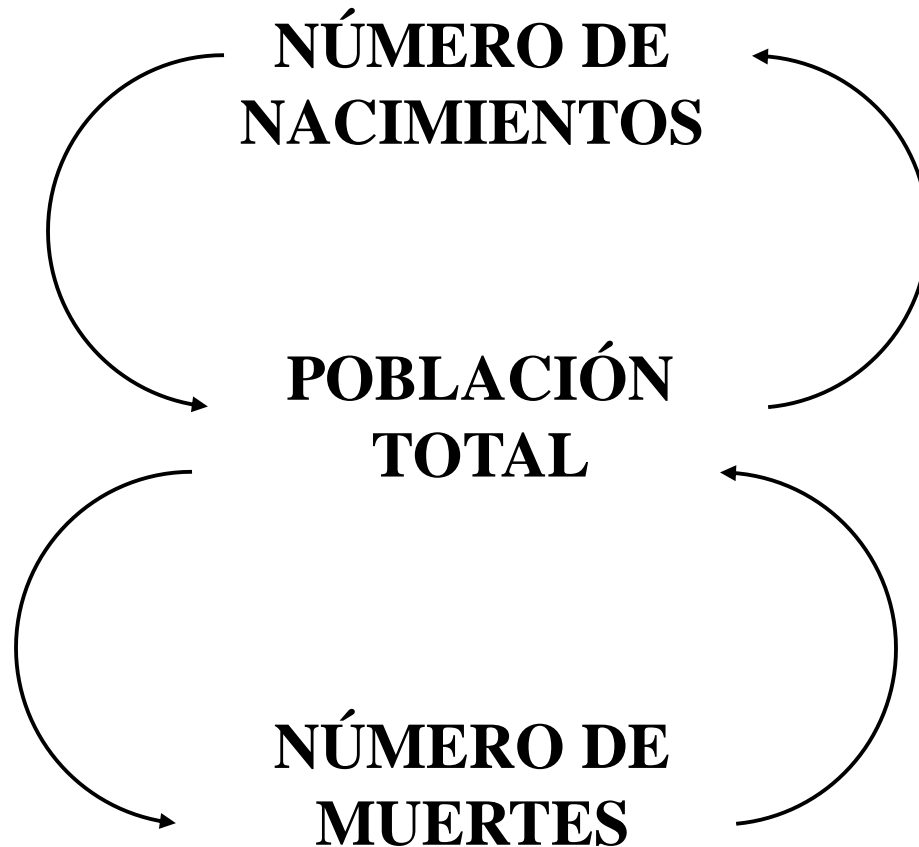 NÚMERO DE
NACIMIENTOS
POBLACIÓN
TOTAL
NÚMERO DE
MUERTES